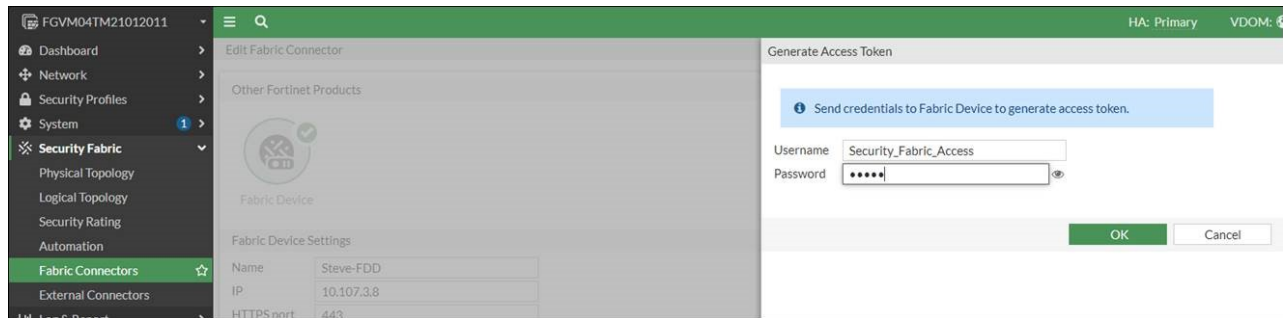 FGVM04TM21012011
HA: Primary VDOM:
Dashboard
Network
Security Profiles
System 1
Security Fabric
Physical Topology
Logical Topology
Security Rating
Automation
Fabric Connectors
External Connectors
Edit Fabric Connector
Other Fortinet Products
Fabric Device
Fabric Device Settings
Name Steve-FDD
IP 10.107.3.8
HTTPS port 443
Generate Access Token
Send credentials to Fabric Device to generate access token.
Username Security_Fabric_Access
Password •••••
OK Cancel